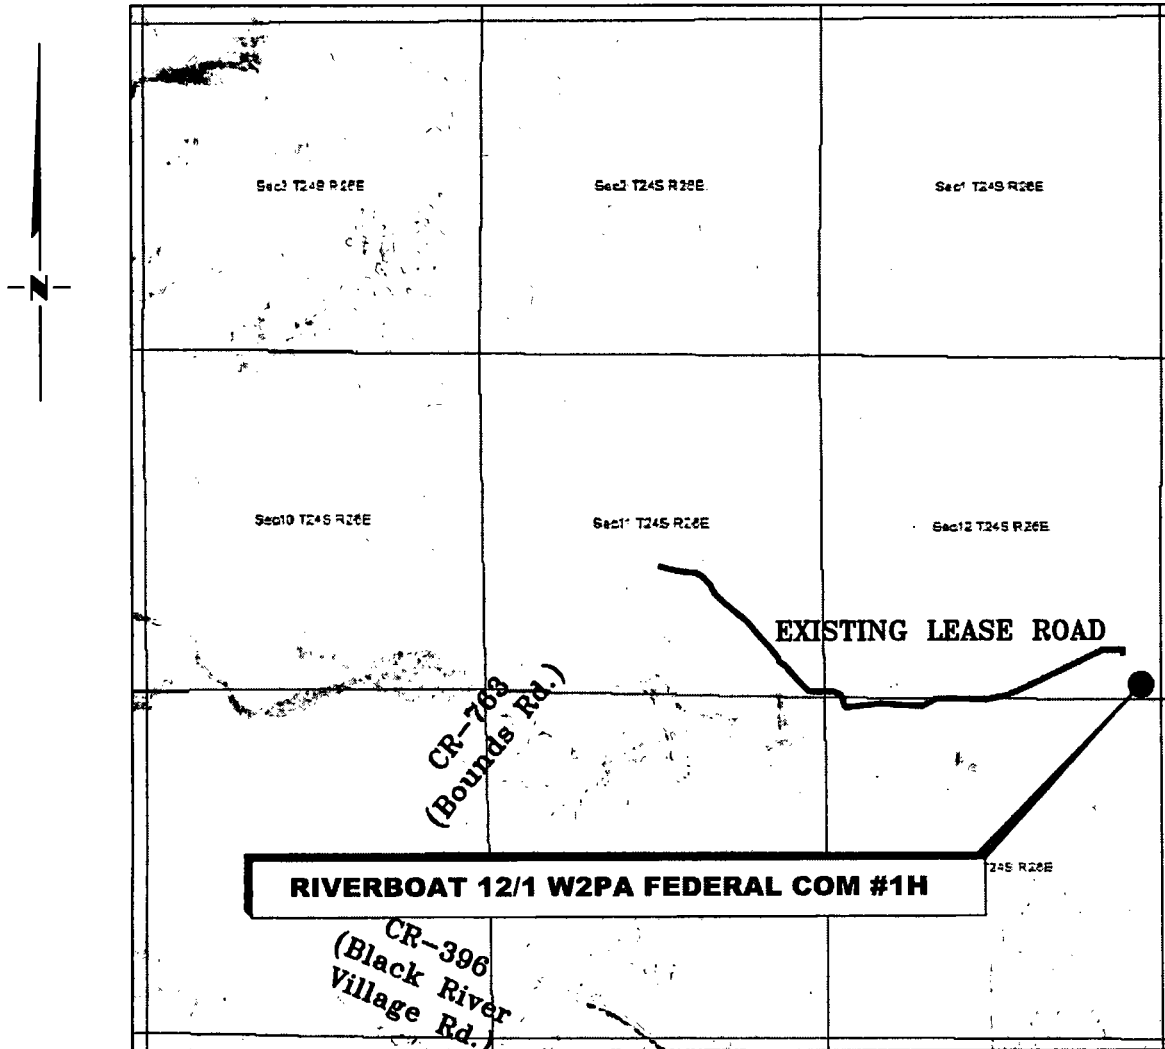 Sec3 T24S R26E
Sec2 T24S R26E
Sec1 T24S R26E
N
Sec10 T24S R26E
Sec11 T24S R26E
Sec12 T24S R26E
EXISTING LEASE ROAD
CR-763
(Bounds Rd.)
T24S R26E
RIVERBOAT 12/1 W2PA FEDERAL COM #1H
CR-396
(Black River
Village Rd.)